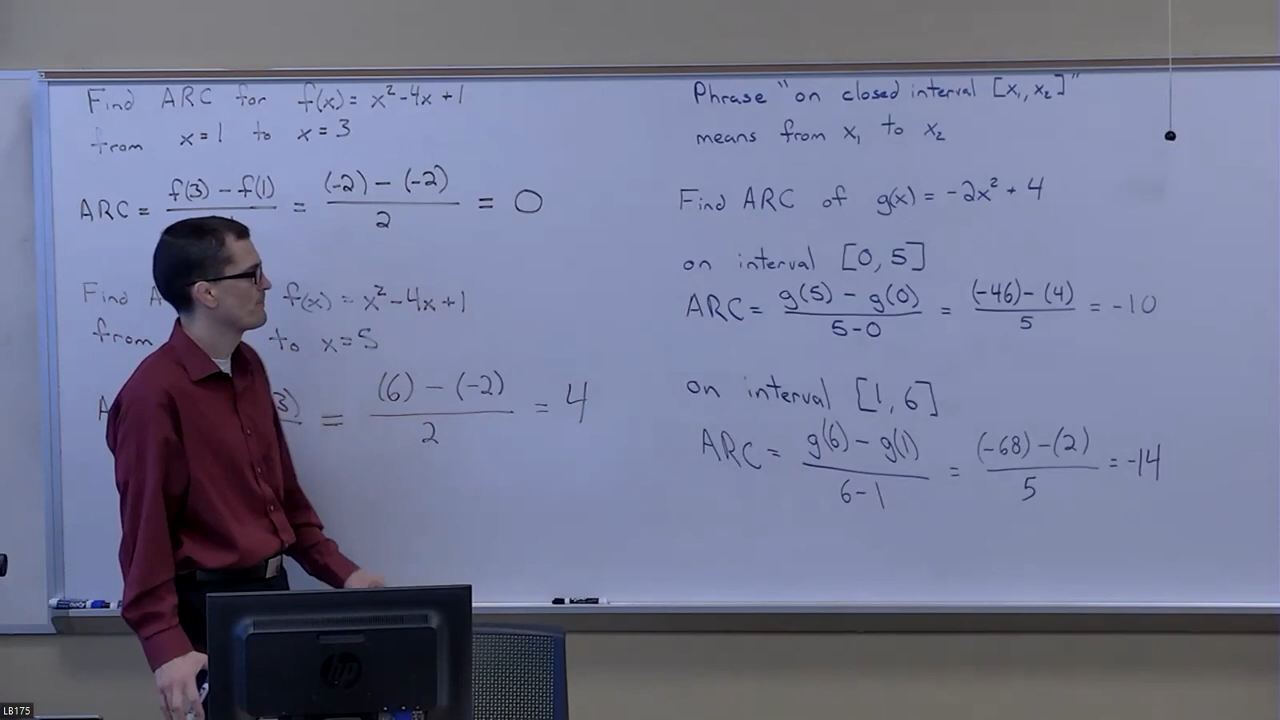 Find ARC for f(x) = x² - 4x + 1
from x = 1 to x = 3
ARC = f(3) - f(1) / = (-2) - (-2) / 2 = 0
Find f(x) = x² - 4x + 1
from to x = 5
= (6) - (-2) / 2 = 4
Phrase "on closed interval [x₁, x₂]"
means from x₁ to x₂
Find ARC of g(x) = -2x² + 4
on interval [0, 5]
ARC = g(5) - g(0) / 5-0 = (-46) - (4) / 5 = -10
on interval [1, 6]
ARC = g(6) - g(1) / 6-1 = (-68) - (2) / 5 = -14
hp
LB175